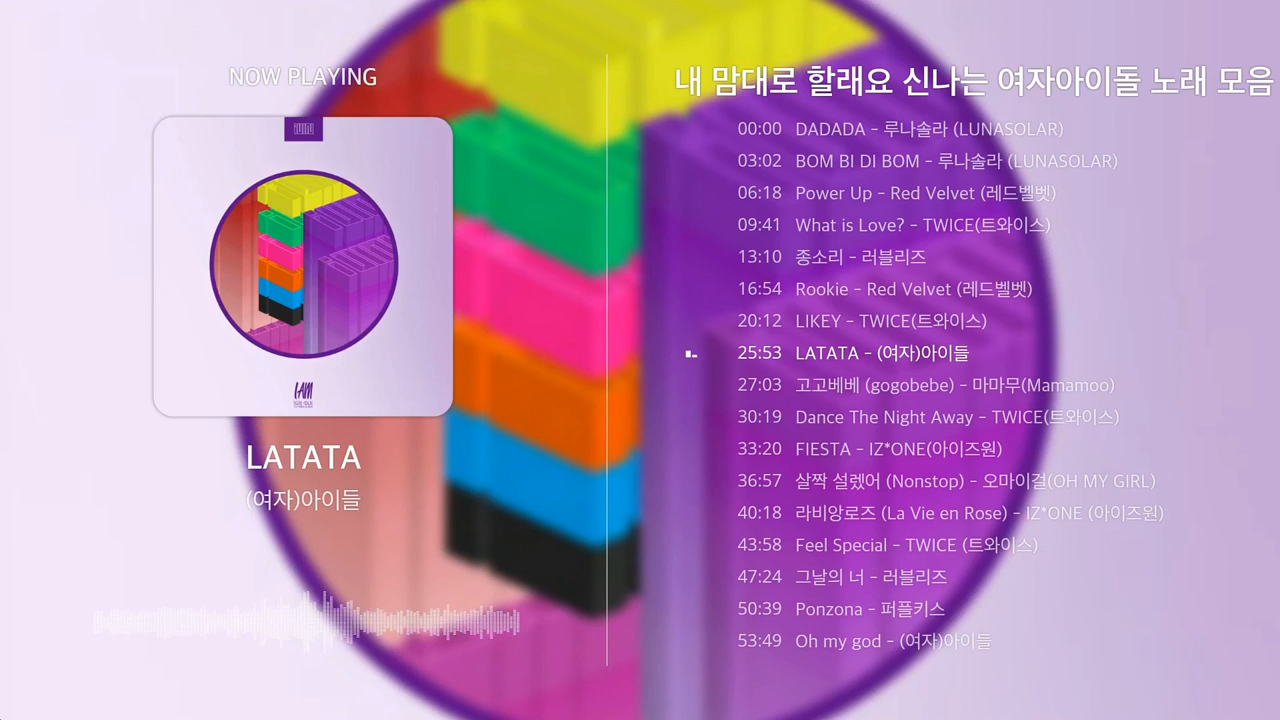 NOW PLAYING
I AM
LATATA
(여자)아이들
내 맘대로 할래요 신나는 여자아이돌 노래 모음
00:00 DADADA - 루나솔라 (LUNASOLAR)
03:02 BOM BI DI BOM - 루나솔라 (LUNASOLAR)
06:18 Power Up - Red Velvet (레드벨벳)
09:41 What is Love? - TWICE(트와이스)
13:10 종소리 - 러블리즈
16:54 Rookie - Red Velvet (레드벨벳)
20:12 LIKEY - TWICE(트와이스)
25:53 LATATA - (여자)아이들
27:03 고고베베 (gogobebe) - 마마무(Mamamoo)
30:19 Dance The Night Away - TWICE(트와이스)
33:20 FIESTA - IZ*ONE(아이즈원)
36:57 살짝 설렜어 (Nonstop) - 오마이걸(OH MY GIRL)
40:18 라비앙로즈 (La Vie en Rose) - IZ*ONE (아이즈원)
43:58 Feel Special - TWICE (트와이스)
47:24 그날의 너 - 러블리즈
50:39 Ponzona - 퍼플키스
53:49 Oh my god - (여자)아이들